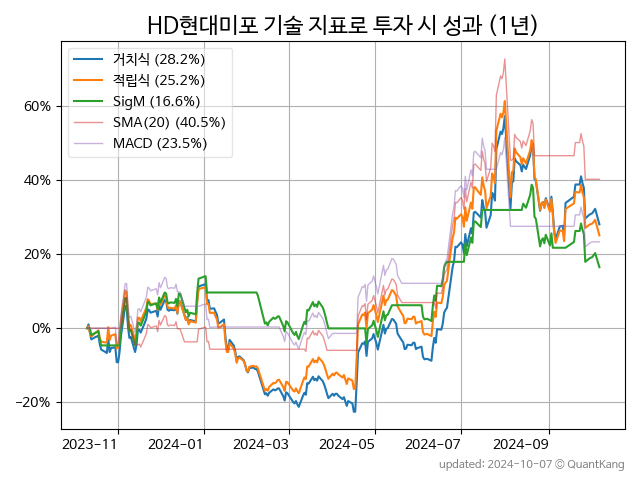 HD현대미포 기술 지표로 투자 시 성과 (1년)
거치식 (28.2%)
적립식 (25.2%)
SigM (16.6%)
SMA(20) (40.5%)
MACD (23.5%)
60%
40%
20%
0%
−20%
2023−11
2024−01
2024−03
2024−05
2024−07
2024−09
updated: 2024-10-07 © QuantKang